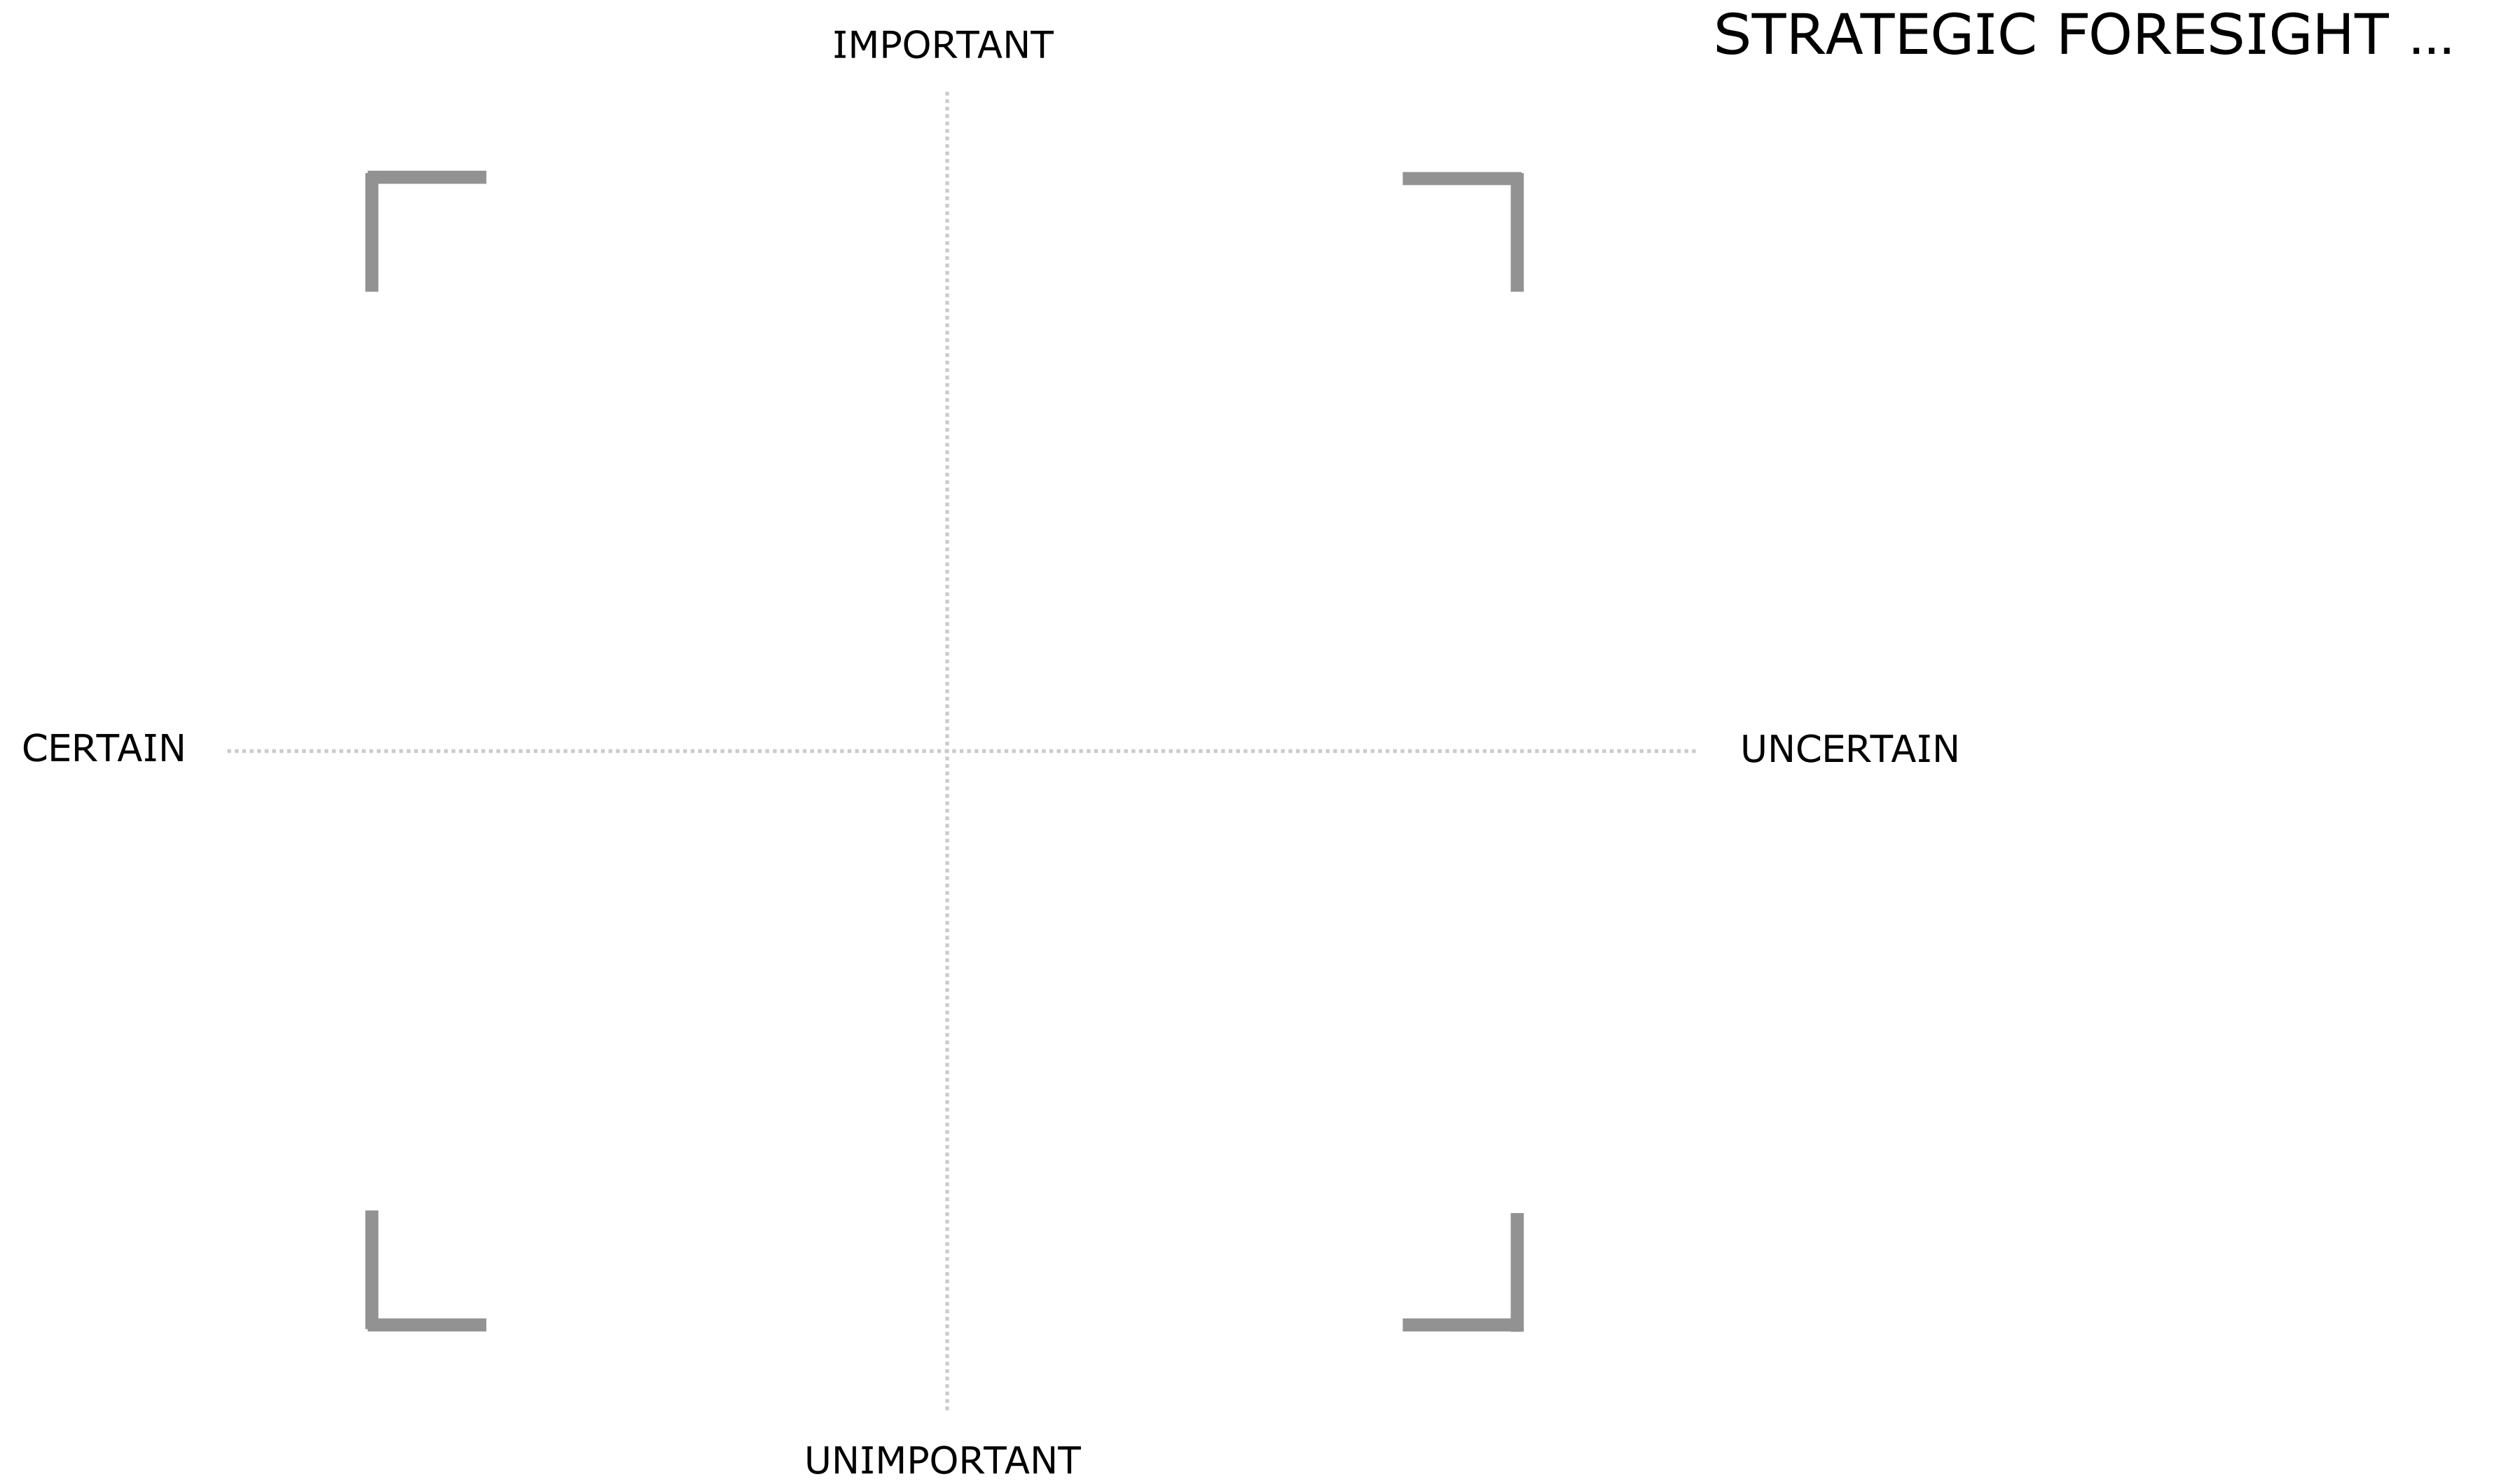 STRATEGIC FORESIGHT ...
IMPORTANT
CERTAIN
UNCERTAIN
UNIMPORTANT